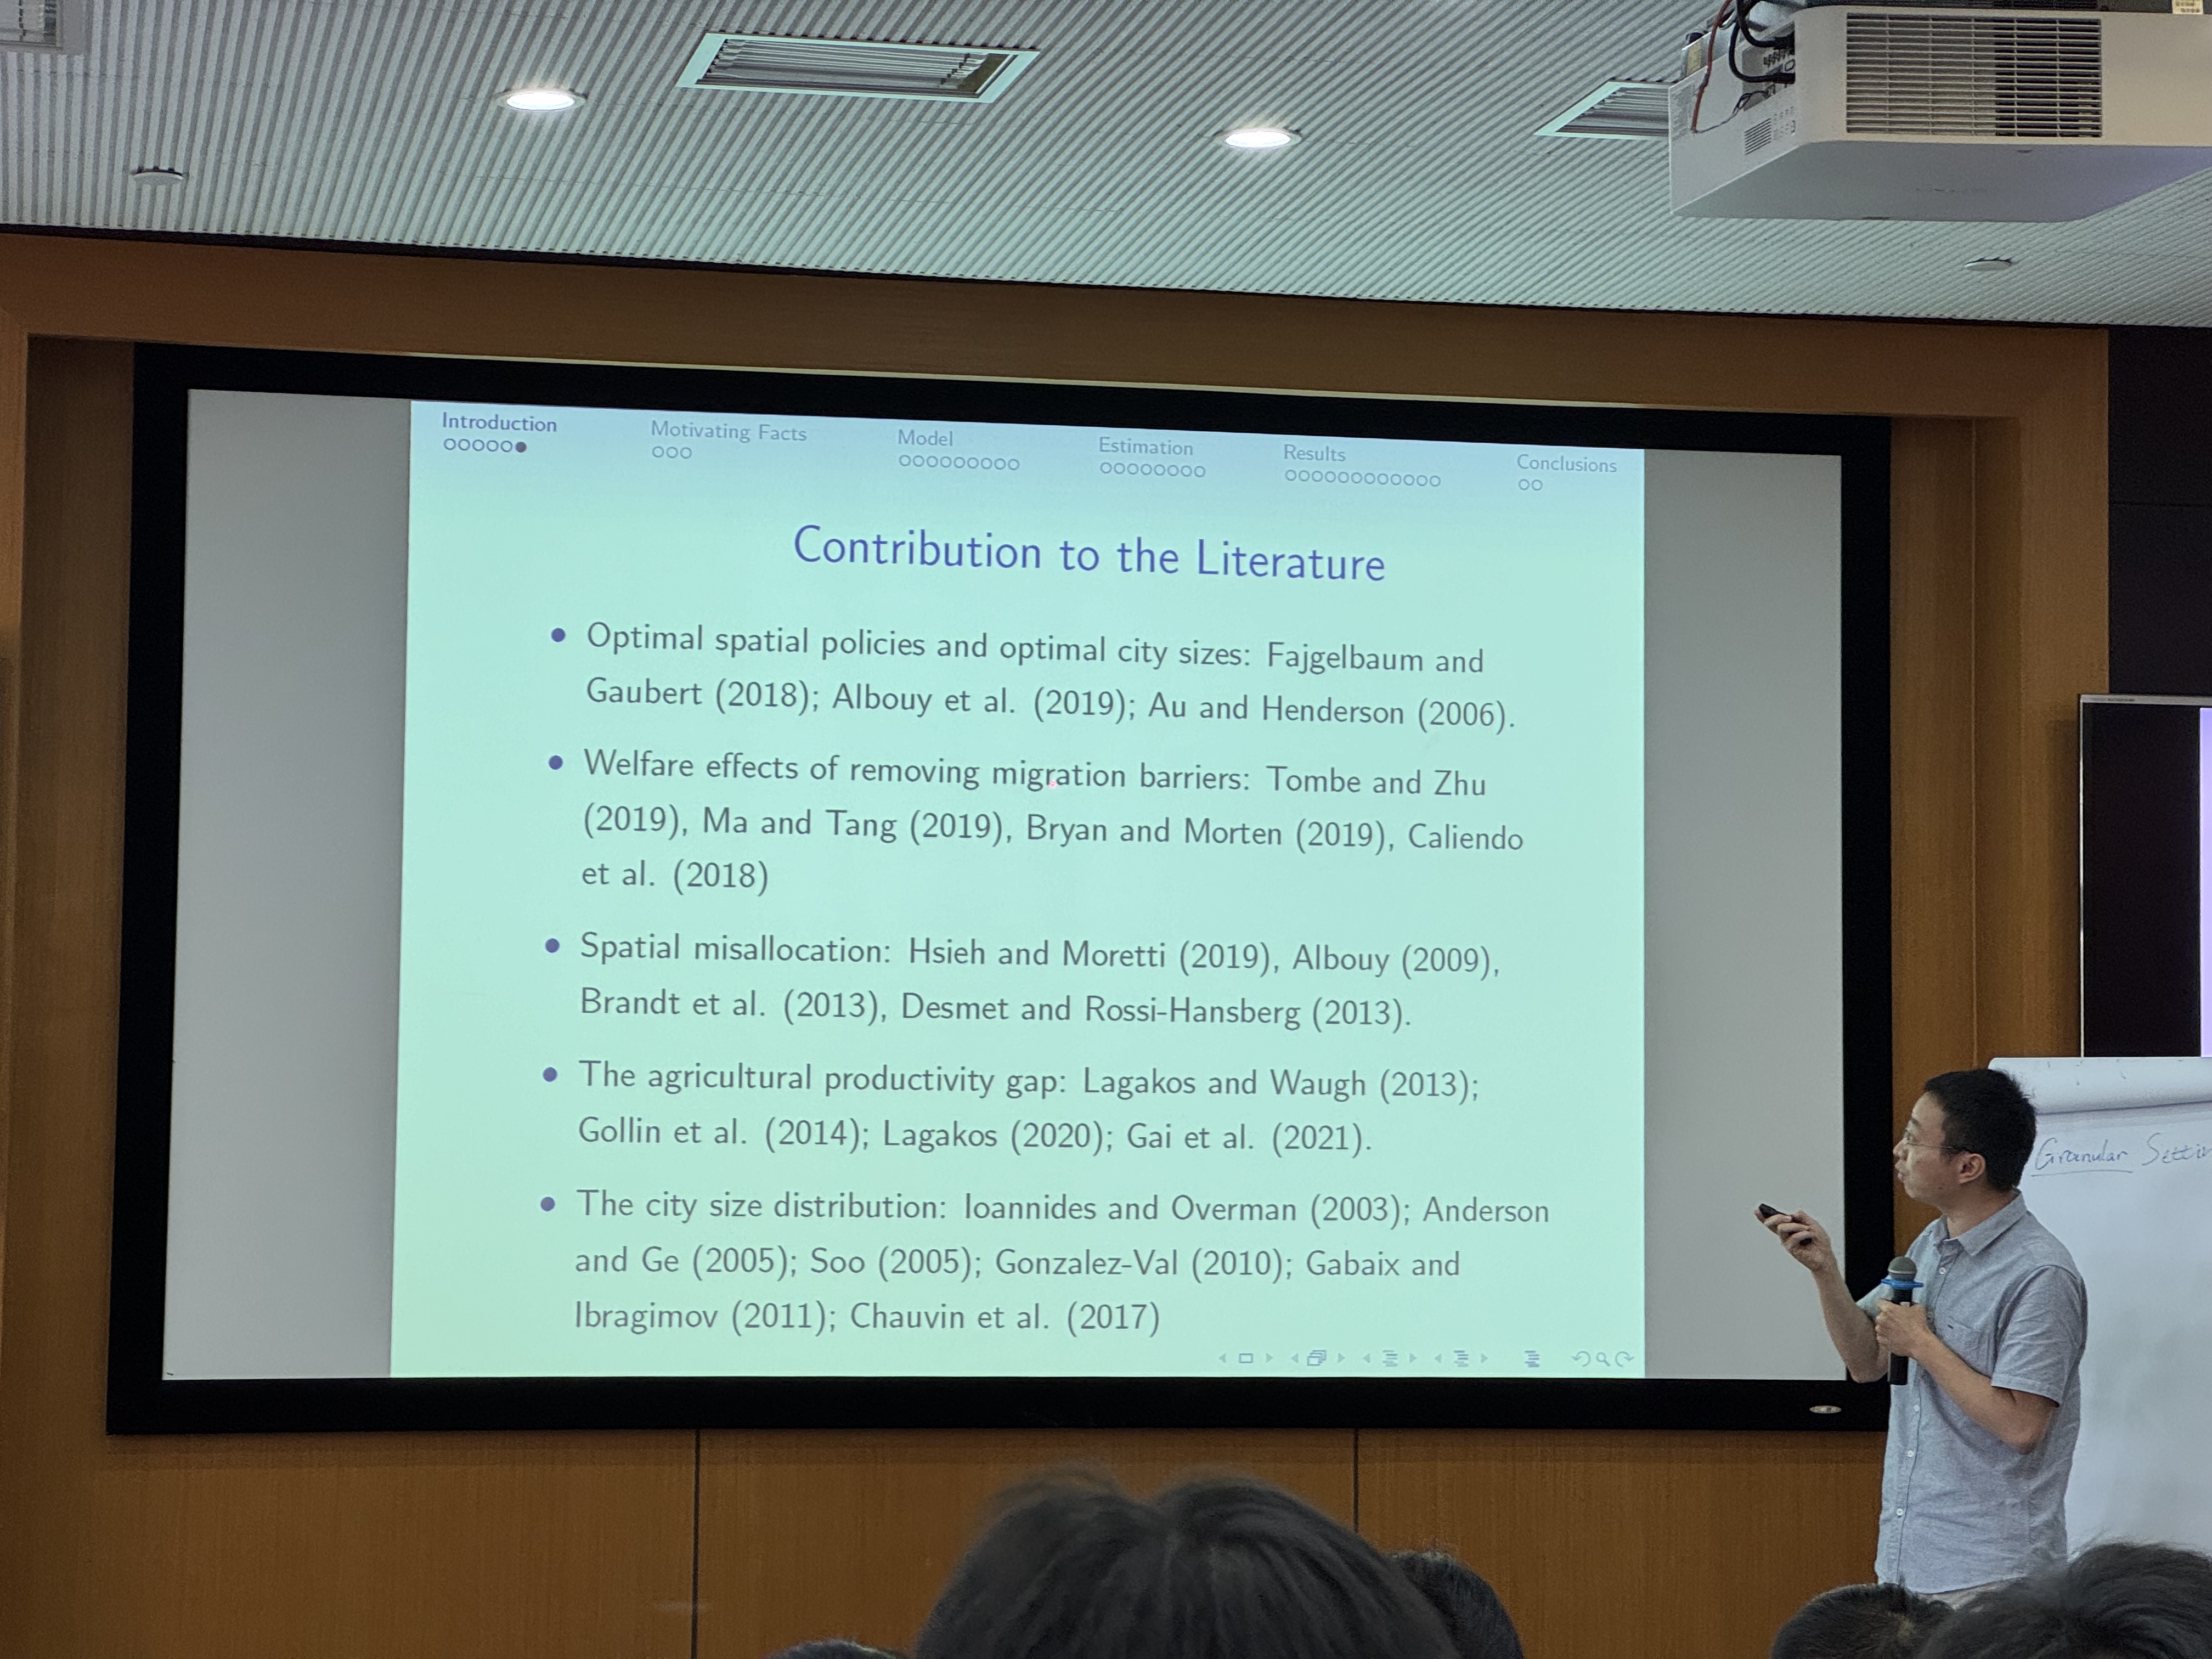 Introduction
Motivating Facts
Model
Estimation
Results
Conclusions
Contribution to the Literature
Optimal spatial policies and optimal city sizes: Fajgelbaum and
Gaubert (2018); Albouy et al. (2019); Au and Henderson (2006).
Welfare effects of removing migration barriers: Tombe and Zhu
(2019), Ma and Tang (2019), Bryan and Morten (2019), Caliendo
et al. (2018)
Spatial misallocation: Hsieh and Moretti (2019), Albouy (2009),
Brandt et al. (2013), Desmet and Rossi-Hansberg (2013).
The agricultural productivity gap: Lagakos and Waugh (2013);
Gollin et al. (2014); Lagakos (2020); Gai et al. (2021).
The city size distribution: Ioannides and Overman (2003); Anderson
and Ge (2005); Soo (2005); Gonzalez-Val (2010); Gabaix and
Ibragimov (2011); Chauvin et al. (2017)
Granular